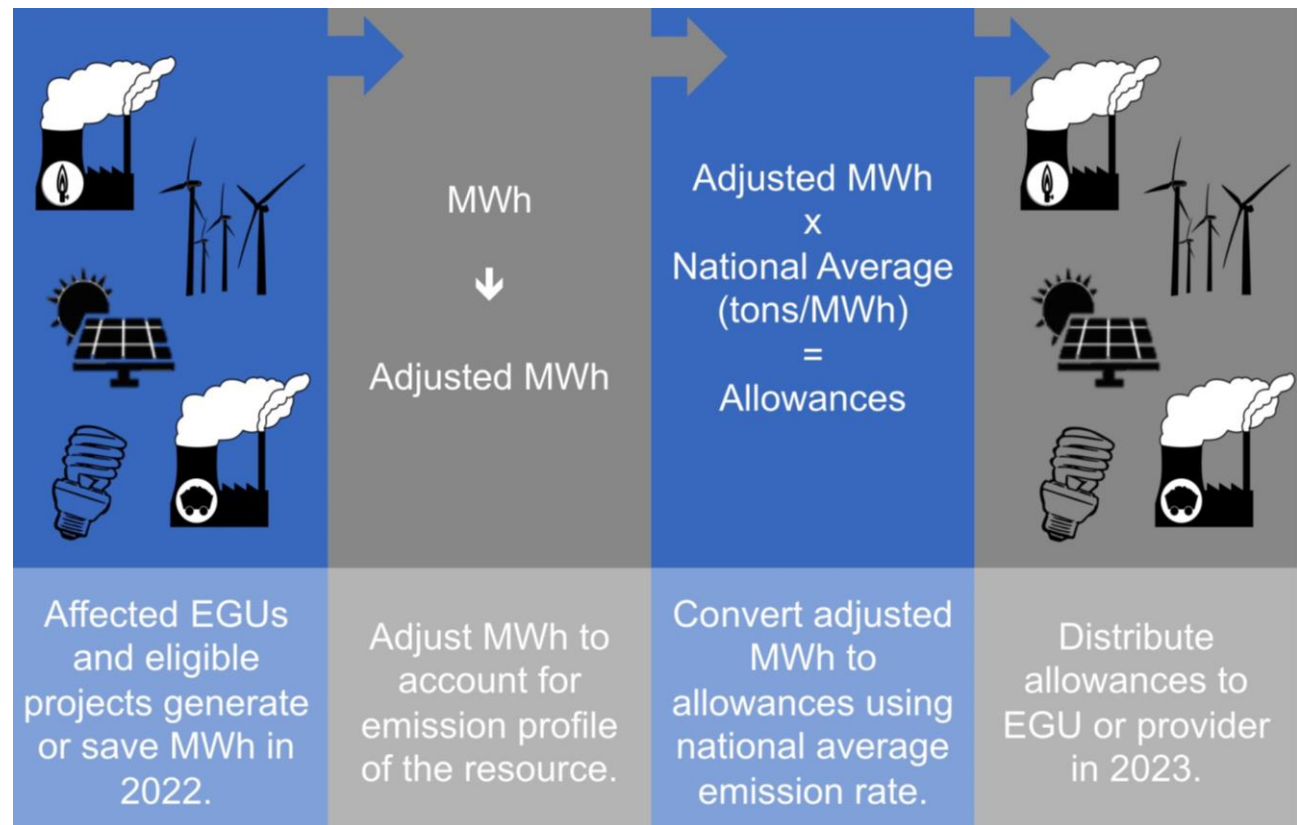 MWh
🡫
Adjusted MWh
Adjusted MWh
x
National Average
(tons/MWh)
=
Allowances
Affected EGUs
and eligible
projects generate
or save MWh in
2022.
Adjust MWh to
account for
emission profile
of the resource.
Convert adjusted
MWh to
allowances using
national average
emission rate.
Distribute
allowances to
EGU or provider
in 2023.